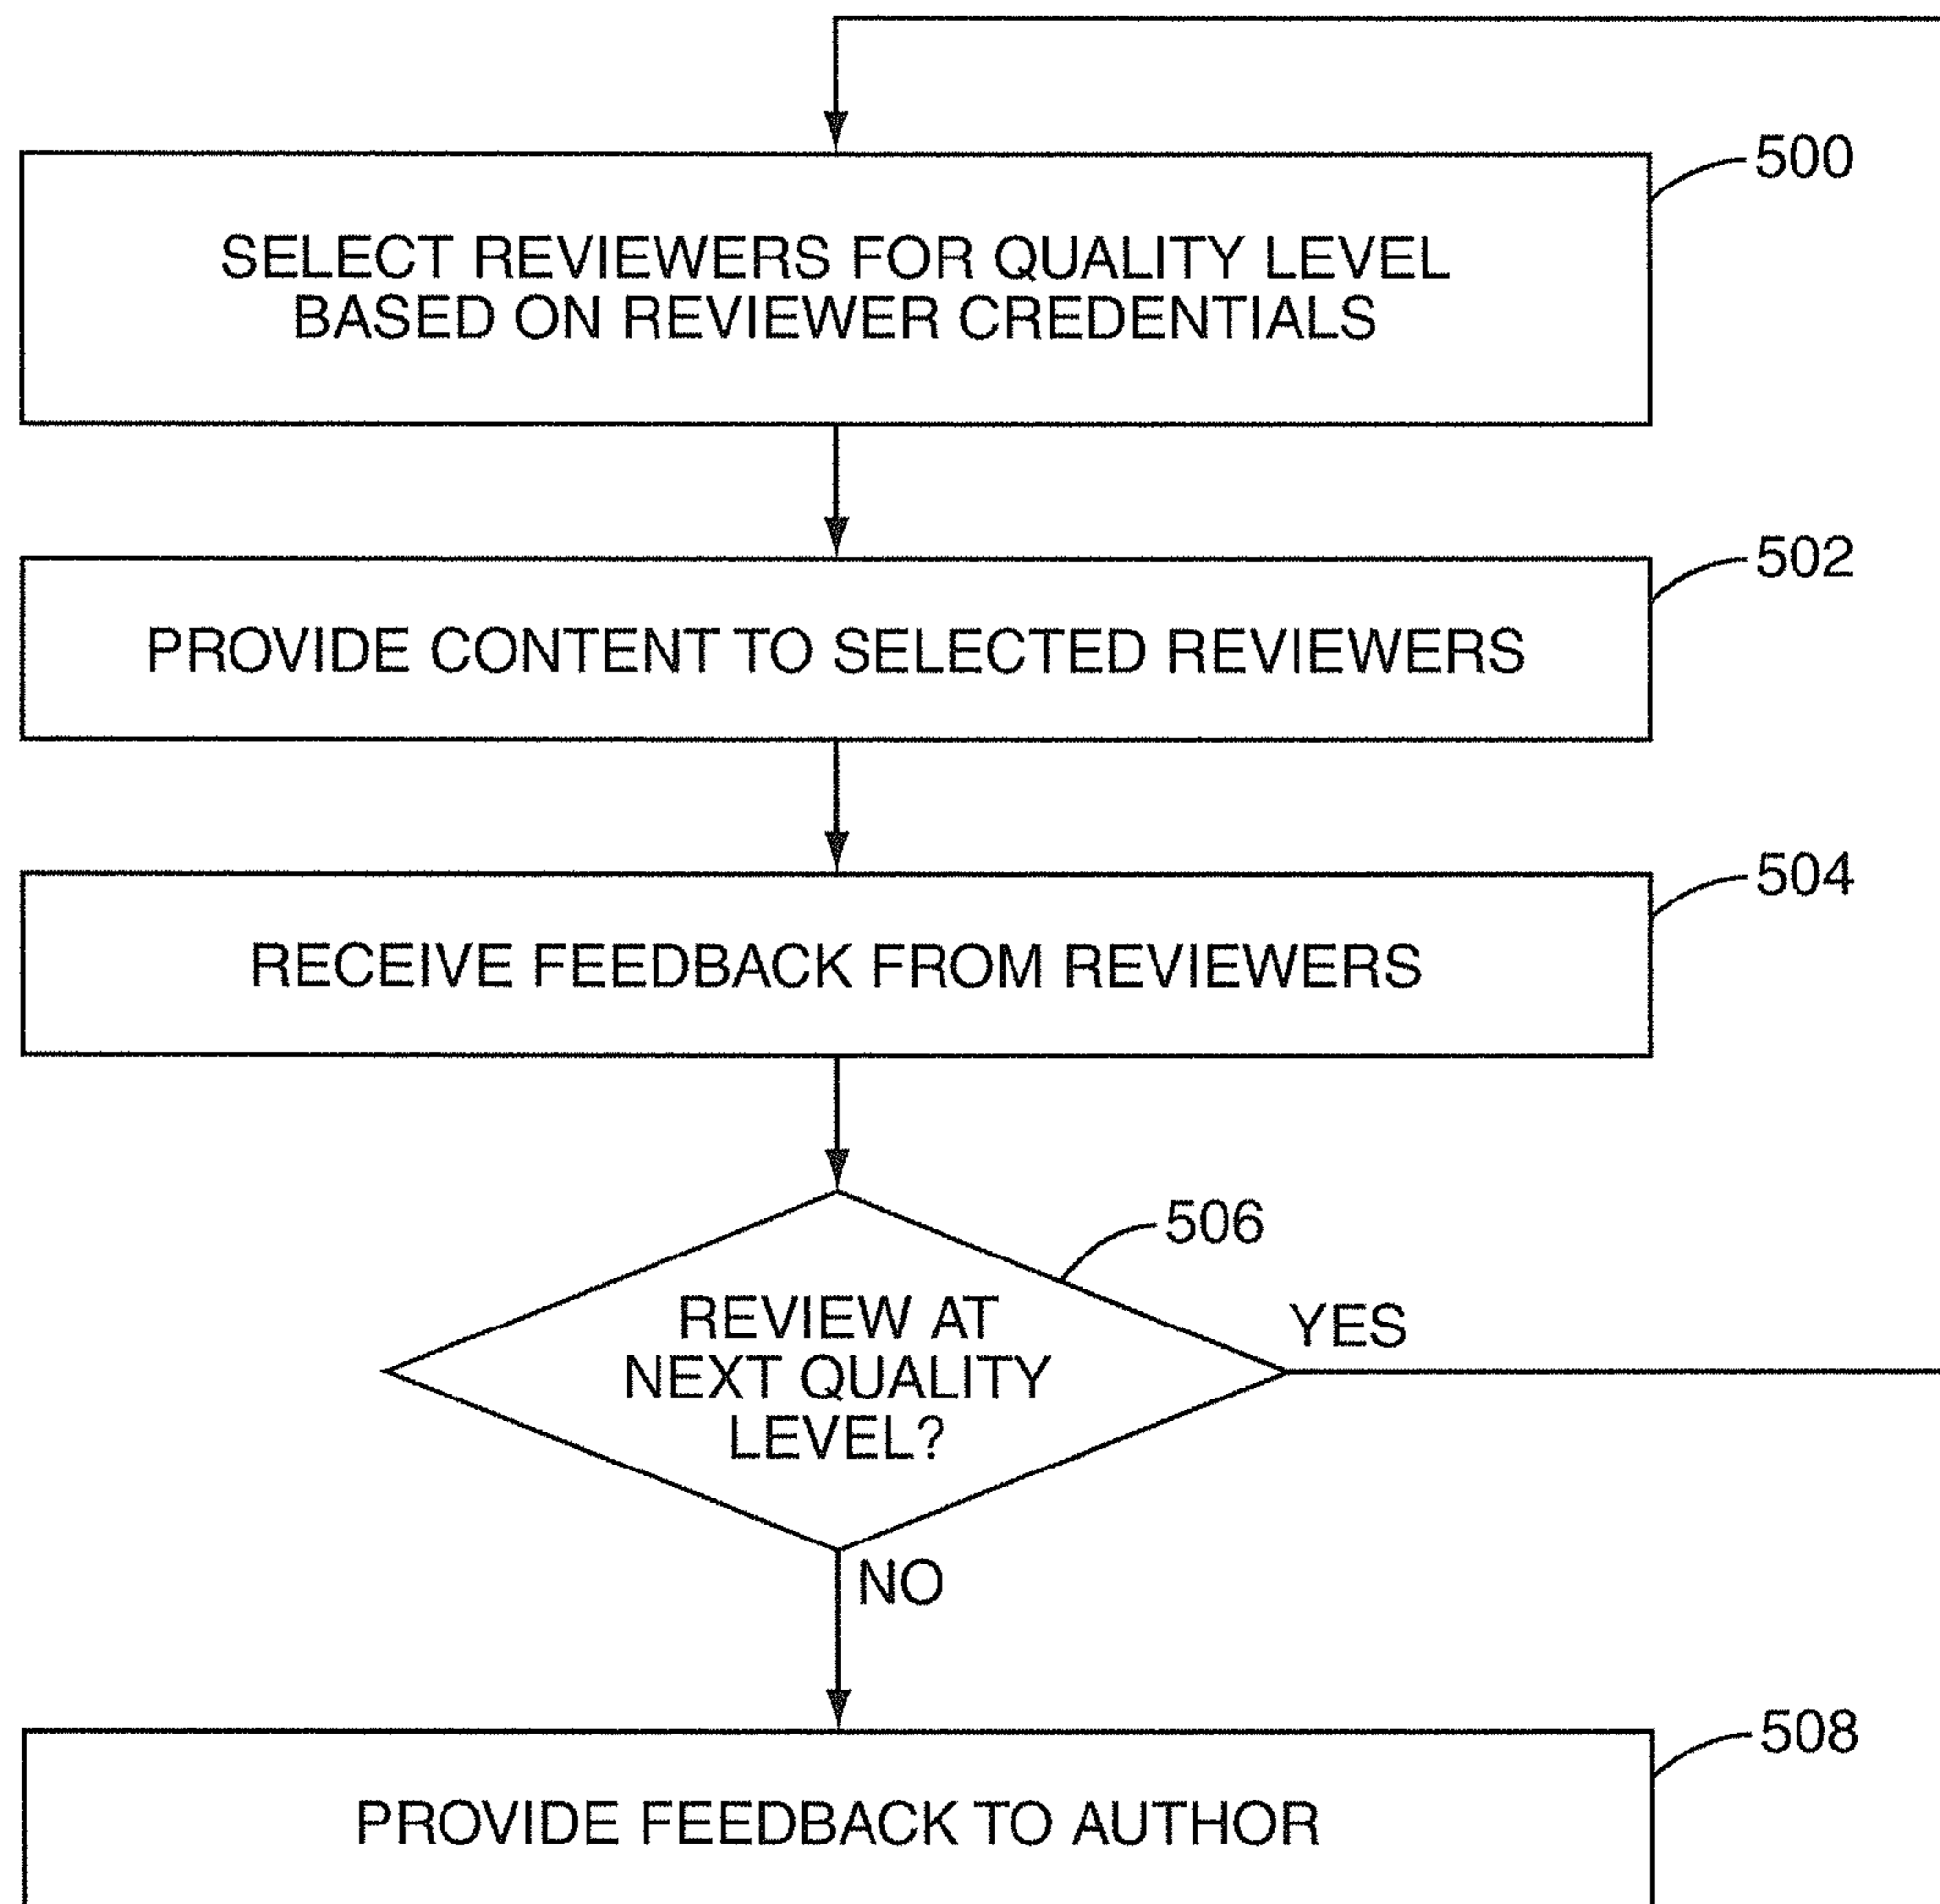 500
SELECT REVIEWERS FOR QUALITY LEVEL
BASED ON REVIEWER CREDENTIALS
502
PROVIDE CONTENT TO SELECTED REVIEWERS
504
RECEIVE FEEDBACK FROM REVIEWERS
506
REVIEW AT
NEXT QUALITY
LEVEL?
YES
NO
508
PROVIDE FEEDBACK TO AUTHOR